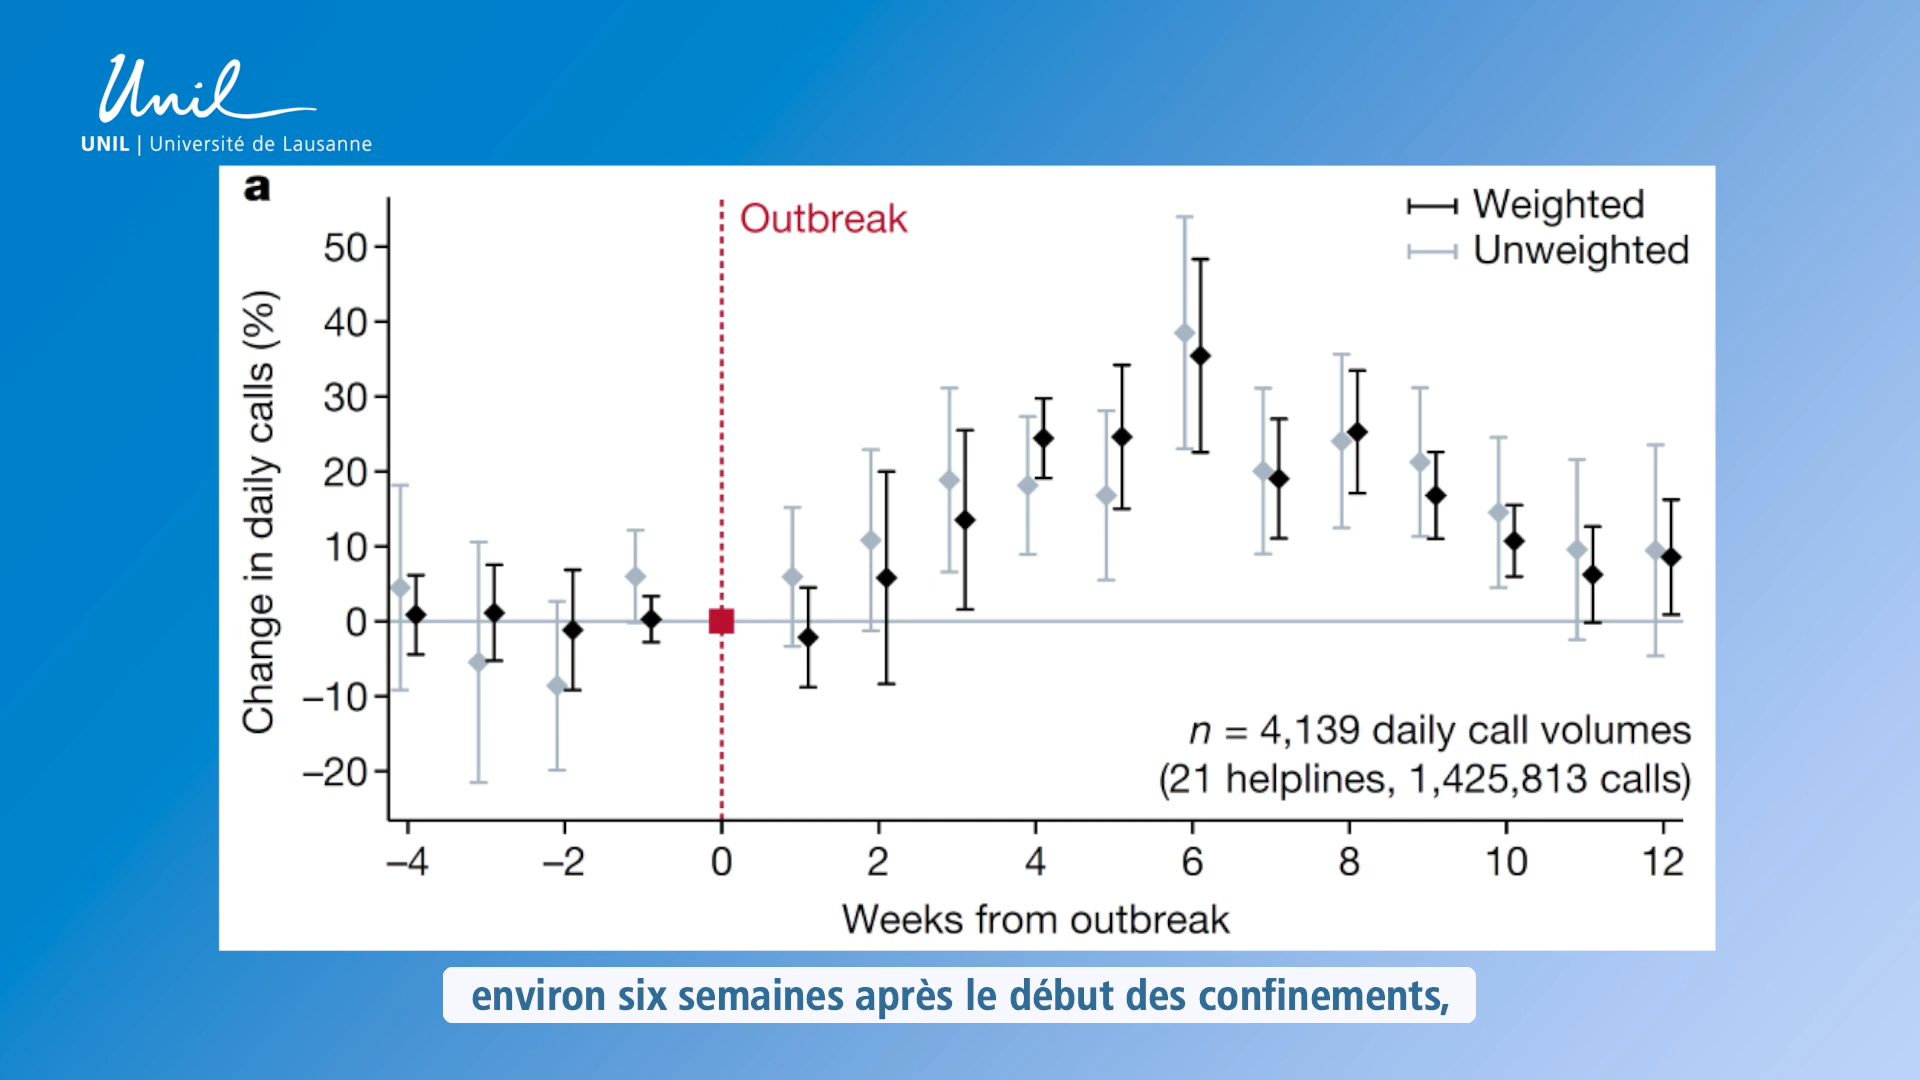 Unil
UNIL | Université de Lausanne
a
Outbreak
Weighted
Unweighted
Change in daily calls (%)
50
40
30
20
10
0
–10
–20
n = 4,139 daily call volumes
(21 helplines, 1,425,813 calls)
–4 –2 0 2 4 6 8 10 12
Weeks from outbreak
environ six semaines après le début des confinements,